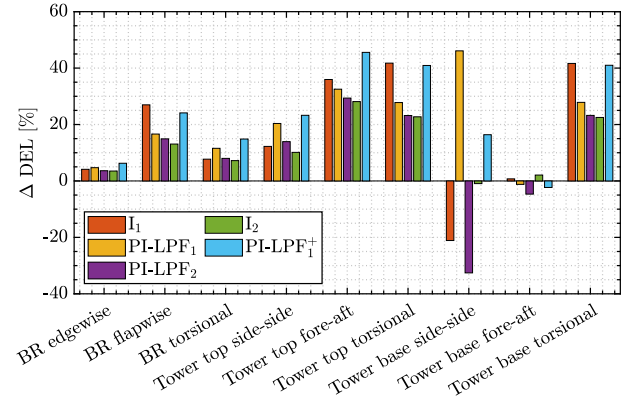 60
40
20
0
-20
-40
Δ DEL [%]
I₁
PI-LPF₁
PI-LPF₂
I₂
PI-LPF₁⁺
BR edgewise
BR flapwise
BR torsional
Tower top side-side
Tower top fore-aft
Tower top torsional
Tower base side-side
Tower base fore-aft
Tower base torsional